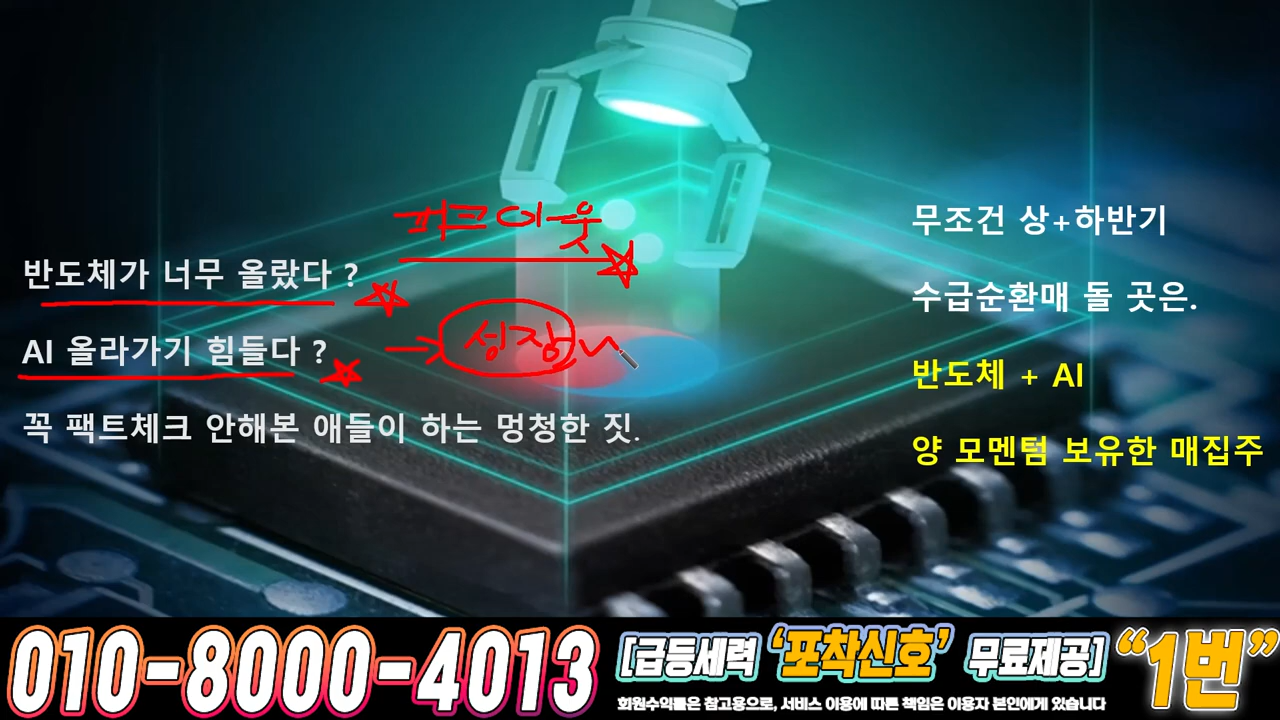 피크아웃
반도체가 너무 올랐다 ?
성장
AI 올라가기 힘들다 ?
꼭 팩트체크 안해본 애들이 하는 멍청한 짓.
무조건 상+하반기
수급순환매 돌 곳은.
반도체 + AI
양 모멘텀 보유한 매집주
010-8000-4013
[급등세력 '포착신호' 무료제공] "1번"
회원수익률은 참고용으로, 서비스 이용에 따른 책임은 이용자 본인에게 있습니다